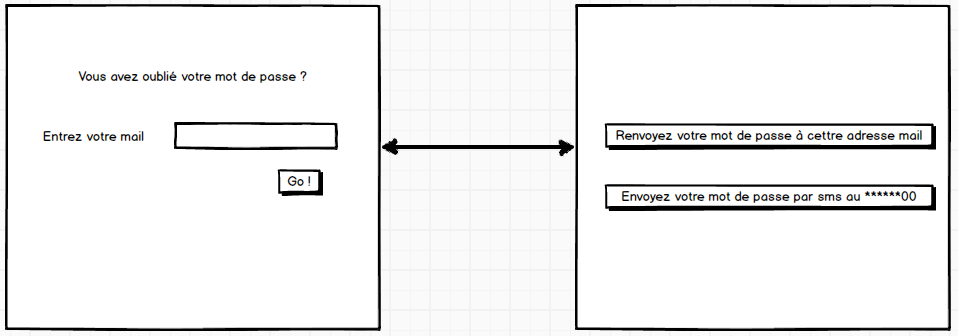 Vous avez oublié votre mot de passe ?
Entrez votre mail
Go !
Renvoyez votre mot de passe à cettre adresse mail
Envoyez votre mot de passe par sms au ******00